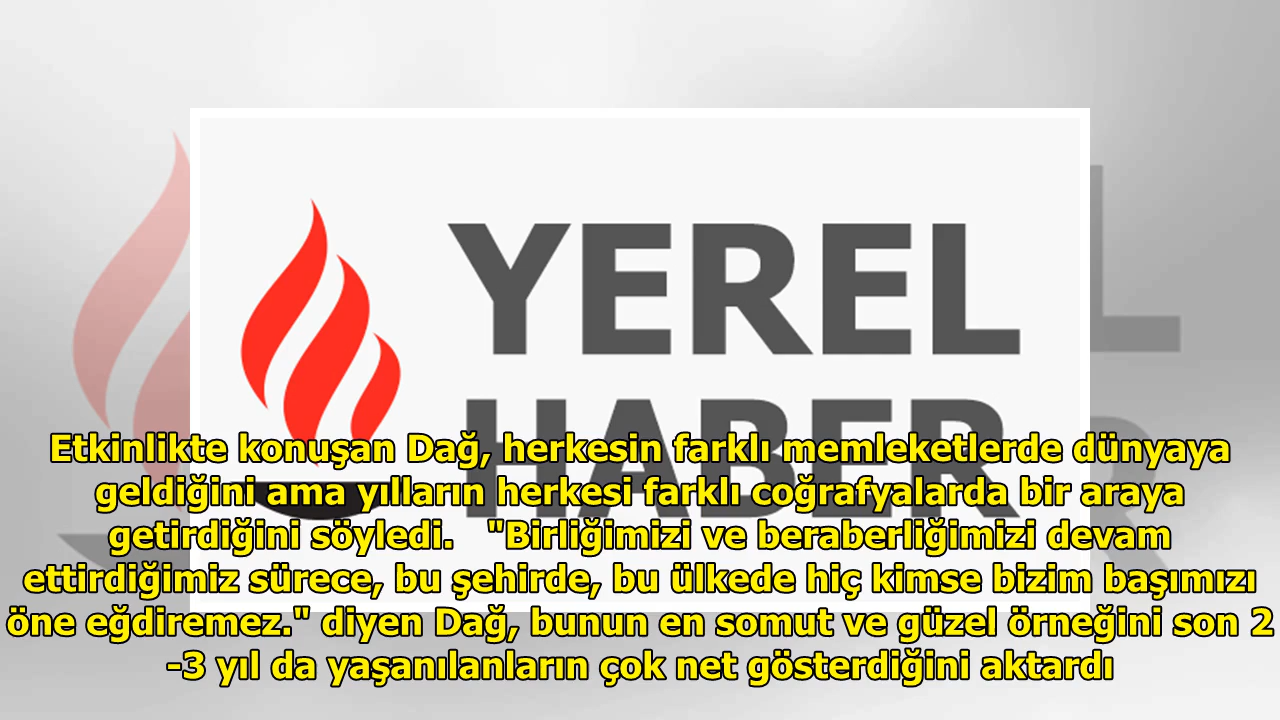 YEREL
HABER
Etkinlikte konuşan Dağ, herkesin farklı memleketlerde dünyaya
geldiğini ama yılların herkesi farklı coğrafyalarda bir araya
getirdiğini söyledi.   "Birliğimizi ve beraberliğimizi devam
ettirdiğimiz sürece, bu şehirde, bu ülkede hiç kimse bizim başımızı
öne eğdiremez." diyen Dağ, bunun en somut ve güzel örneğini son 2
-3 yıl da yaşanılanların çok net gösterdiğini aktardı